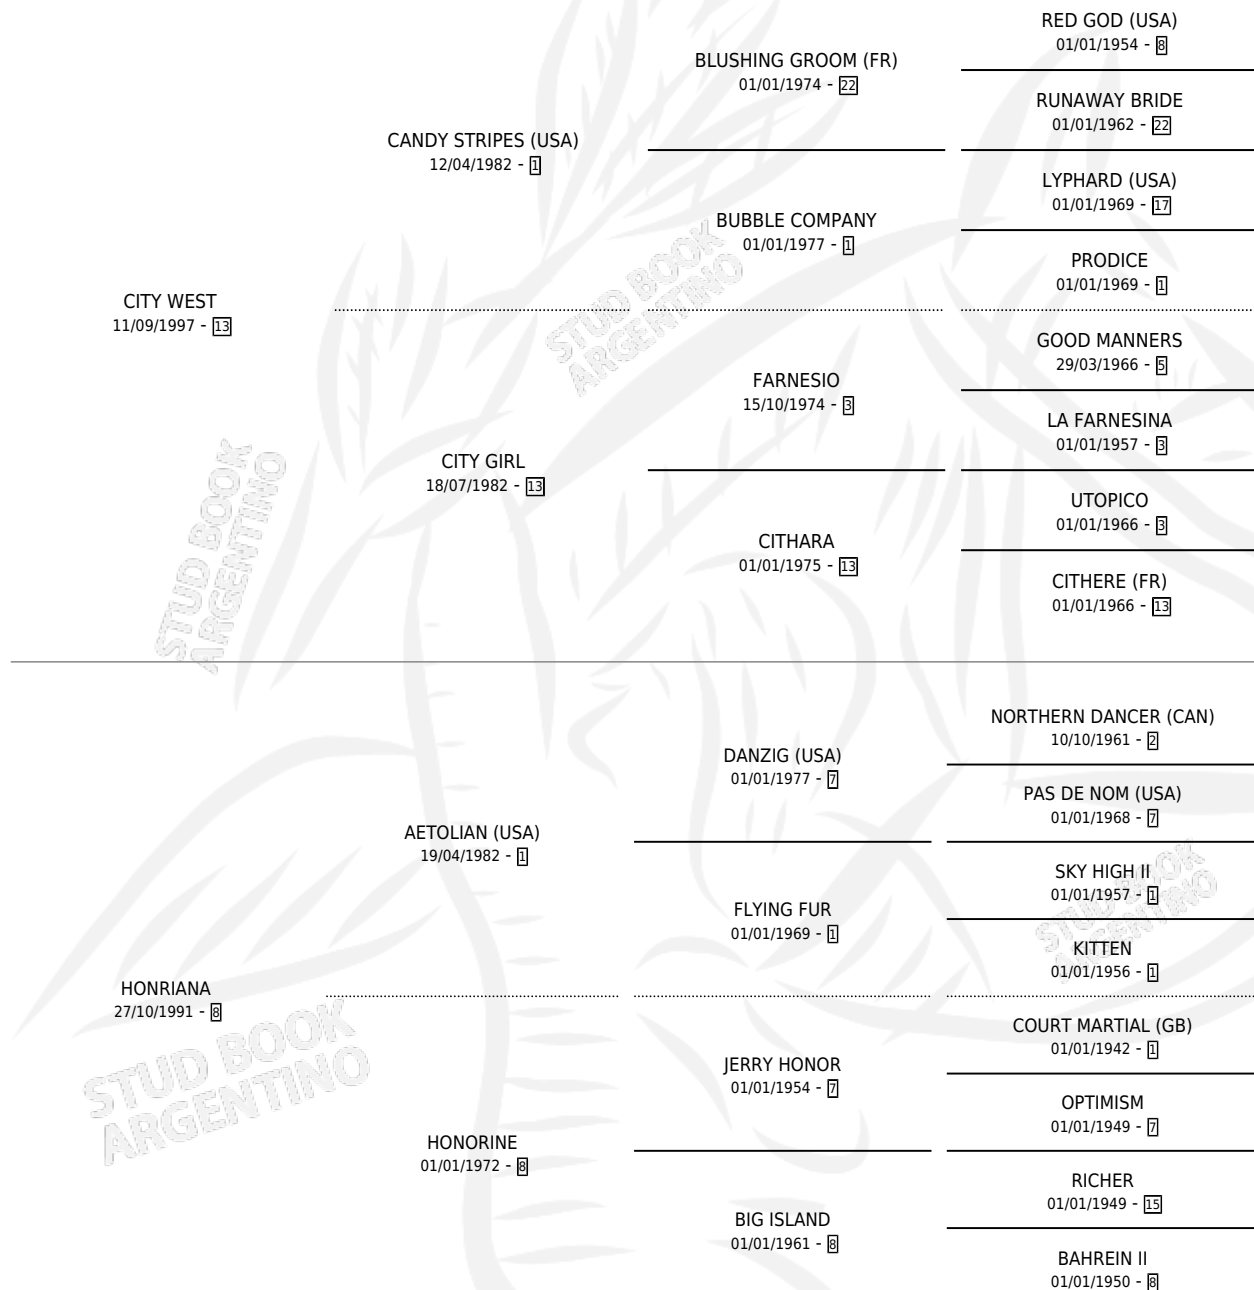 RED GOD (USA)
01/01/1954 - 8
BLUSHING GROOM (FR)
01/01/1974 - 22
RUNAWAY BRIDE
01/01/1962 - 22
CANDY STRIPES (USA)
12/04/1982 - 1
LYPHARD (USA)
01/01/1969 - 17
BUBBLE COMPANY
01/01/1977 - 1
PRODICE
01/01/1969 - 1
CITY WEST
11/09/1997 - 13
STUD BOOK
ARGENTINO
GOOD MANNERS
29/03/1966 - 5
FARNESIO
15/10/1974 - 3
LA FARNESINA
01/01/1957 - 3
CITY GIRL
18/07/1982 - 13
UTOPICO
01/01/1966 - 3
CITHARA
01/01/1975 - 13
CITHERE (FR)
01/01/1966 - 13
STUD BOOK
ARGENTINO
NORTHERN DANCER (CAN)
10/10/1961 - 2
DANZIG (USA)
01/01/1977 - 7
PAS DE NOM (USA)
01/01/1968 - 7
AETOLIAN (USA)
19/04/1982 - 1
SKY HIGH II
01/01/1957 - 1
FLYING FUR
01/01/1969 - 1
KITTEN
01/01/1956 - 1
STUD BOOK
ARGENTINO
HONRIANA
27/10/1991 - 8
COURT MARTIAL (GB)
01/01/1942 - 1
JERRY HONOR
01/01/1954 - 7
OPTIMISM
01/01/1949 - 7
STUD BOOK
ARGENTINO
HONORINE
01/01/1972 - 8
RICHER
01/01/1949 - 15
BIG ISLAND
01/01/1961 - 8
BAHREIN II
01/01/1950 - 8